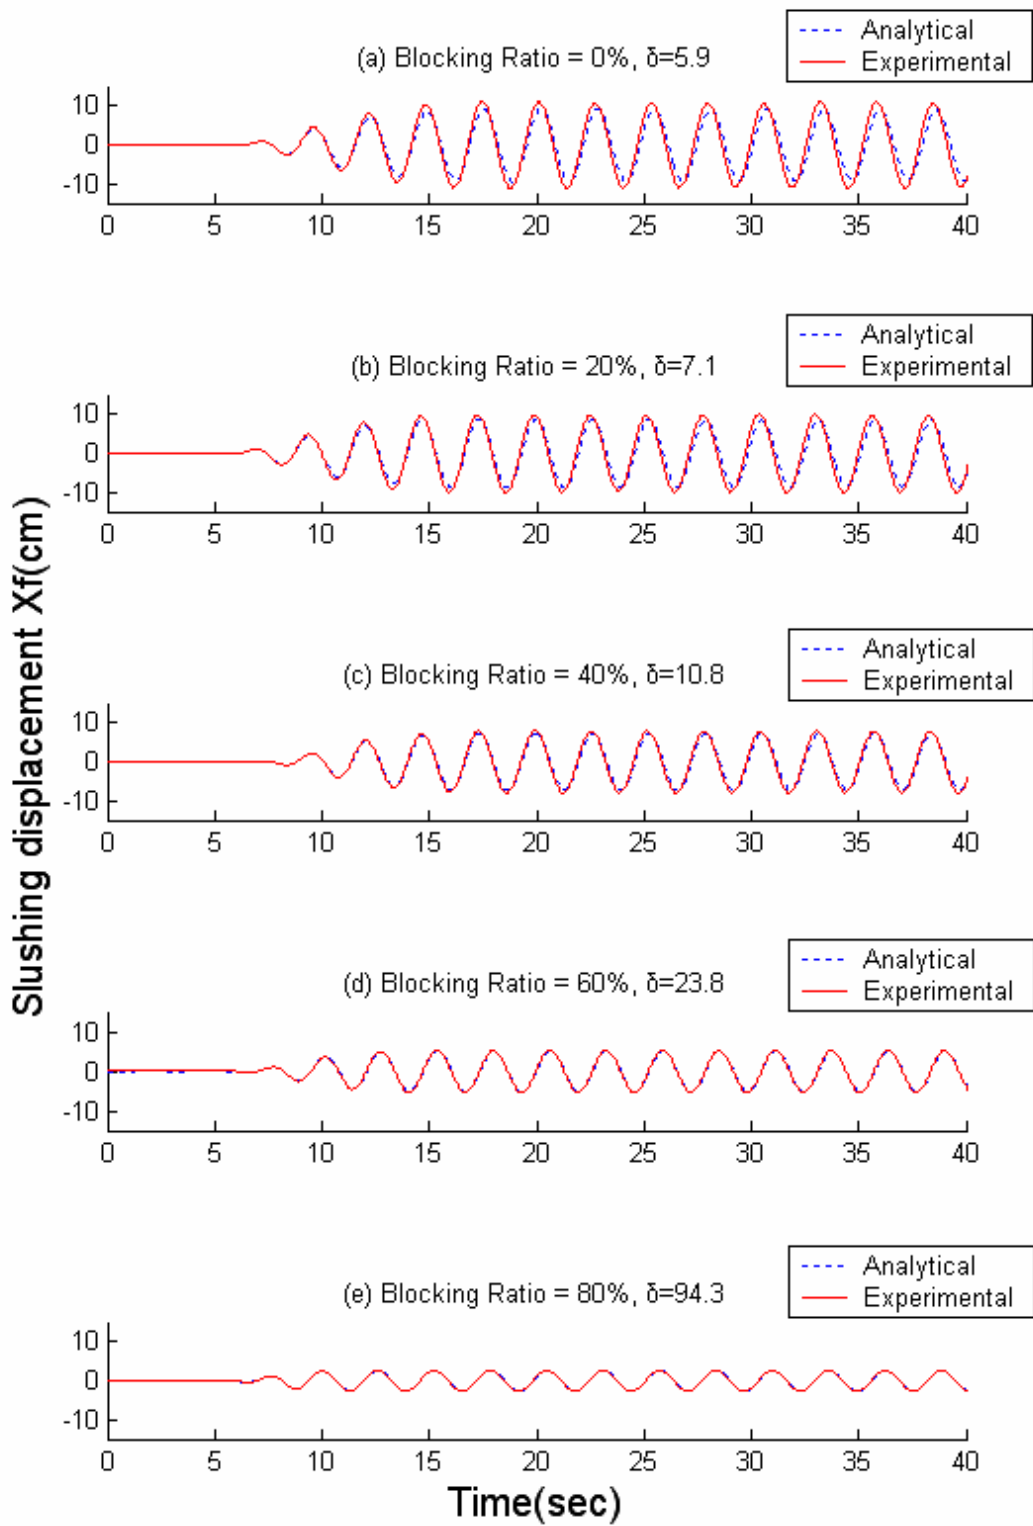 Analytical
Experimental
(a) Blocking Ratio = 0%, δ=5.9
10
0
-10
0 5 10 15 20 25 30 35 40
Analytical
Experimental
(b) Blocking Ratio = 20%, δ=7.1
10
0
-10
0 5 10 15 20 25 30 35 40
Slushing displacement Xf(cm)
Analytical
Experimental
(c) Blocking Ratio = 40%, δ=10.8
10
0
-10
0 5 10 15 20 25 30 35 40
Analytical
Experimental
(d) Blocking Ratio = 60%, δ=23.8
10
0
-10
0 5 10 15 20 25 30 35 40
Analytical
Experimental
(e) Blocking Ratio = 80%, δ=94.3
10
0
-10
0 5 10 15 20 25 30 35 40
Time(sec)